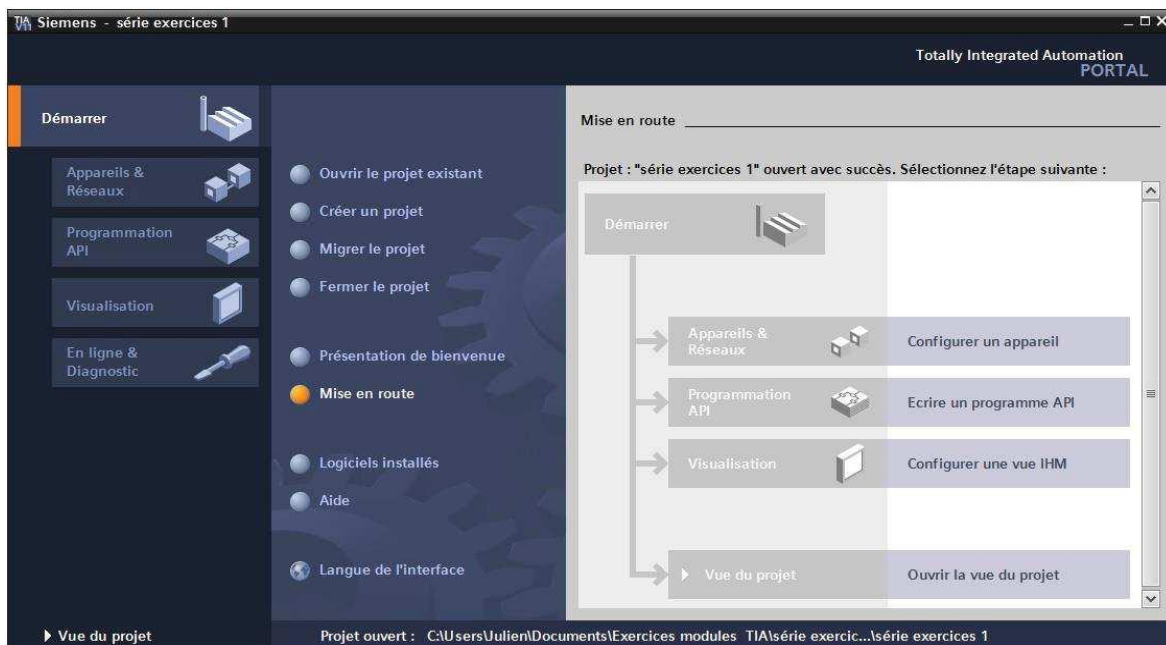 Siemens - série exercices 1
Totally Integrated Automation
PORTAL
Démarrer
Appareils &
Réseaux
Programmation
API
Visualisation
En ligne &
Diagnostic
Vue du projet
Ouvrir le projet existant
Créer un projet
Migrer le projet
Fermer le projet
Présentation de bienvenue
Mise en route
Logiciels installés
Aide
Langue de l'interface
Mise en route
Projet : "série exercices 1" ouvert avec succès. Sélectionnez l'étape suivante :
Démarrer
Appareils &
Réseaux
Configurer un appareil
Programmation
API
Ecrire un programme API
Visualisation
Configurer une vue IHM
Vue du projet
Ouvrir la vue du projet
Projet ouvert : C:\Users\Julien\Documents\Exercices modules TIA\série exercic...\série exercices 1